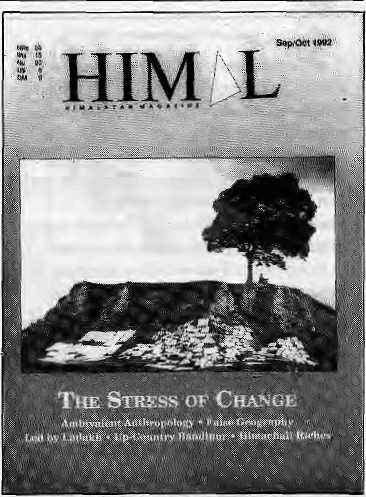 Sep/Oct 1992
HIMAL
HIMALAYAN MAGAZINE
THE STRESS OF CHANGE
Ambivalent Anthropology • False Geography
Led by Ladakh • Up-Country Handlines • Himachali Riches